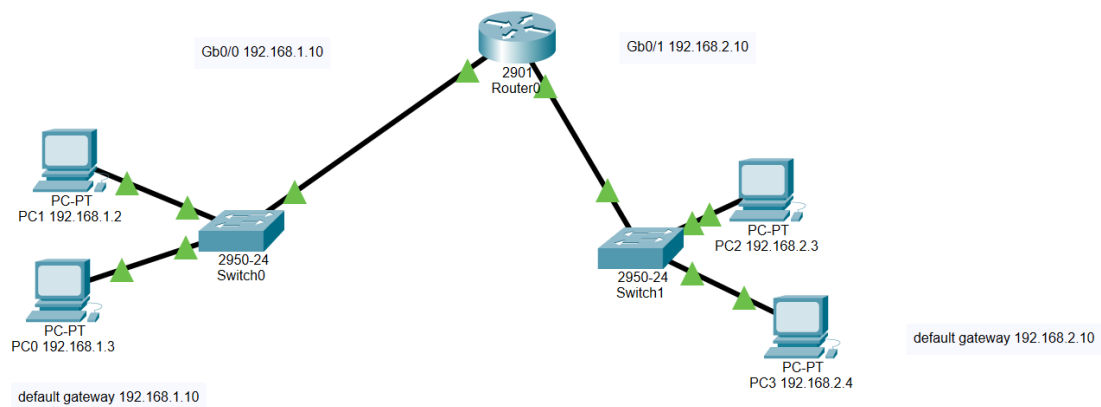 Gb0/0 192.168.1.10
Gb0/1 192.168.2.10
2901
Router0
PC-PT
PC1 192.168.1.2
2950-24
Switch0
PC-PT
PC0 192.168.1.3
default gateway 192.168.1.10
PC-PT
PC2 192.168.2.3
2950-24
Switch1
PC-PT
PC3 192.168.2.4
default gateway 192.168.2.10